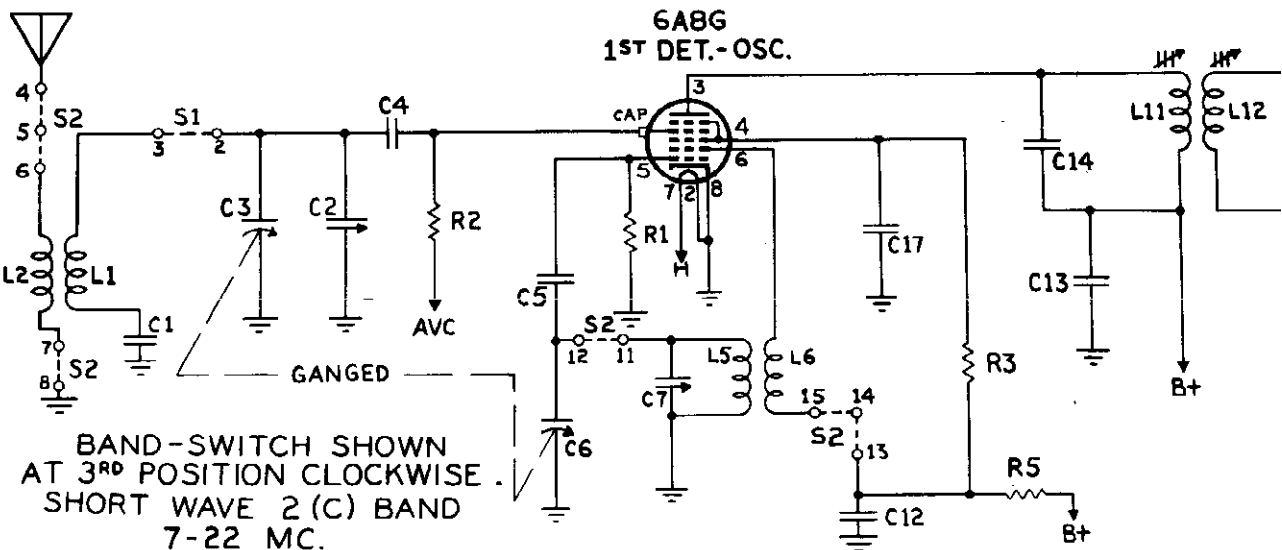 6A8G
1ST DET.-OSC.
3
4
S2
5
6
S1
3
2
C4
CAP
4
6
5
7
2
8
L11
L12
C14
C3
C2
R2
R1
H
C17
L2
L1
C1
C5
C13
AVC
7
S2
8
S2
12
11
L5
L6
R3
GANGED
C7
15
14
B+
S2
C6
13
BAND-SWITCH SHOWN
AT 3RD POSITION CLOCKWISE.
SHORT WAVE 2 (C) BAND
7-22 MC.
R5
C12
B+